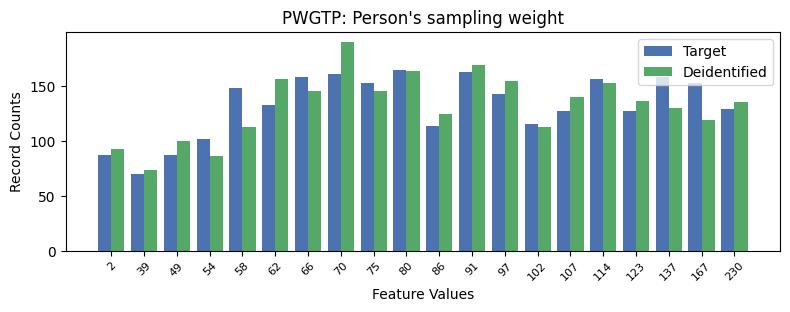 PWGTP: Person's sampling weight
Target
Deidentified
Record Counts
150
100
50
0
2 39 49 54 58 62 66 70 75 80 86 91 97 102 107 114 123 137 167 230
Feature Values